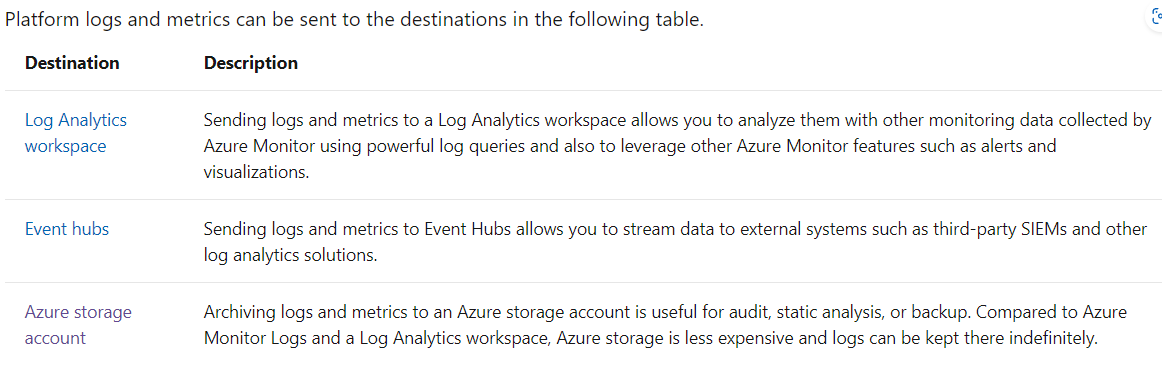 Platform logs and metrics can be sent to the destinations in the following table.
Destination Description
Log Analytics workspace
Sending logs and metrics to a Log Analytics workspace allows you to analyze them with other monitoring data collected by
Azure Monitor using powerful log queries and also to leverage other Azure Monitor features such as alerts and
visualizations.
Event hubs
Sending logs and metrics to Event Hubs allows you to stream data to external systems such as third-party SIEMs and other
log analytics solutions.
Azure storage account
Archiving logs and metrics to an Azure storage account is useful for audit, static analysis, or backup. Compared to Azure
Monitor Logs and a Log Analytics workspace, Azure storage is less expensive and logs can be kept there indefinitely.